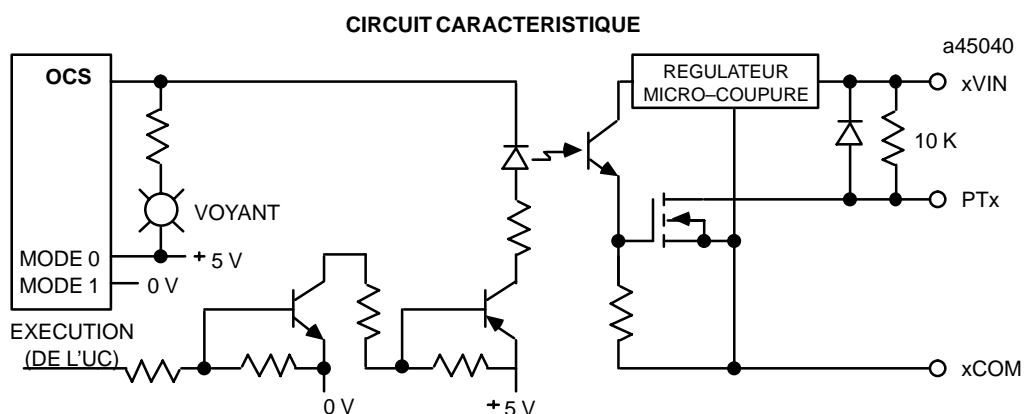 CIRCUIT CARACTERISTIQUE
a45040
OCS
REGULATEUR
MICRO–COUPURE
xVIN
10 K
VOYANT
PTx
MODE 0
+ 5 V
MODE 1
0 V
EXECUTION
(DE L'UC)
xCOM
0 V
+ 5 V